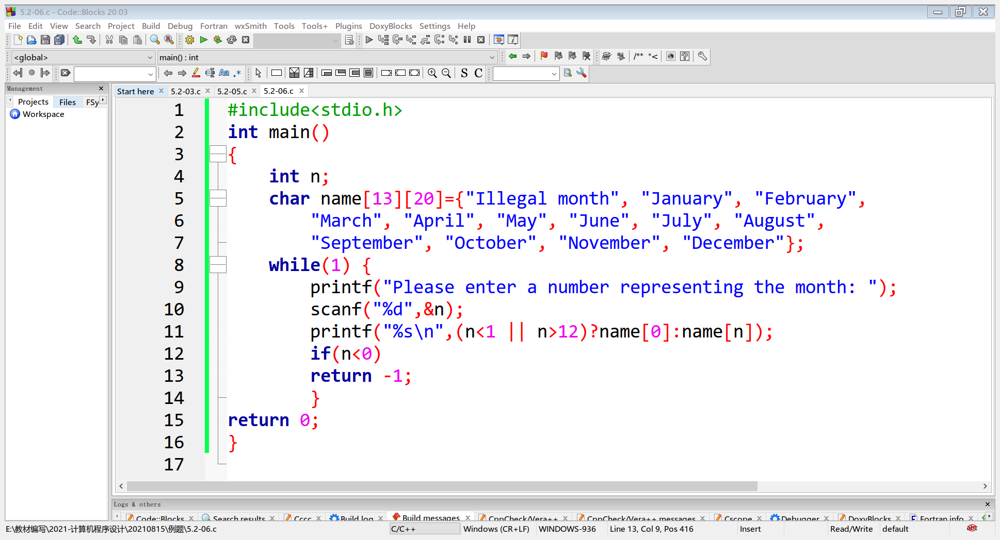 5.2-06.c - Code::Blocks 20.03
File Edit View Search Project Build Debug Fortran wxSmith Tools Tools+ Plugins DoxyBlocks Settings Help
<global> main() : int /** *<
Aa .* S C
Management
Projects Files FSy
Workspace
Start here 5.2-03.c 5.2-05.c 5.2-06.c
1 #include<stdio.h>
2 int main()
3 {
4     int n;
5     char name[13][20]={"Illegal month", "January", "February",
6         "March", "April", "May", "June", "July", "August",
7         "September", "October", "November", "December"};
8     while(1) {
9         printf("Please enter a number representing the month: ");
10         scanf("%d",&n);
11         printf("%s\n",(n<1 || n>12)?name[0]:name[n]);
12         if(n<0)
13         return -1;
14         }
15 return 0;
16 }
17
Logs & others
Code::Blocks Search results Cccc Build log Build messages CppCheck/Vera++ CppCheck/Vera++ messages Cscope Debugger DoxyBlocks Fortran info
E:\教材编写\2021-计算机程序设计\20210815\例题\5.2-06.c C/C++ Windows (CR+LF) WINDOWS-936 Line 13, Col 9, Pos 416 Insert Read/Write default abc